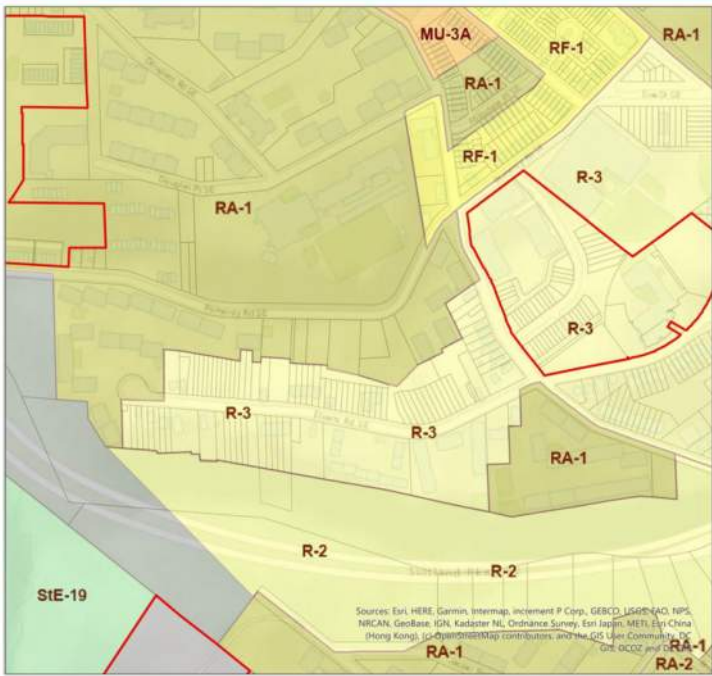 MU-3A
RF-1
RA-1
RA-1
RF-1
R-3
RA-1
R-3
R-3
R-3
RA-1
R-2
R-2
StE-19
Sources: Esri, HERE, Garmin, Intermap, increment P Corp., GEBCO, USGS, FAO, NPS,
NRCAN, GeoBase, IGN, Kadaster NL, Ordnance Survey, Esri Japan, METI, Esri China
(Hong Kong), (c) OpenStreetMap contributors, and the GIS User Community, DC
GIS, DCOZ and
RA-1
RA-1
RA-2